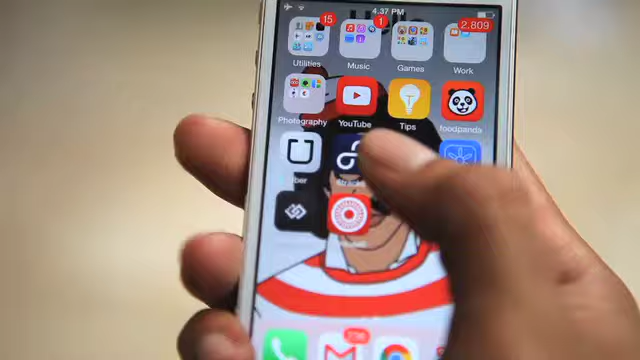 4:37 PM
15
1
2.809
Utilities
Music
Games
Work
Photography
YouTube
Tips
foodpanda